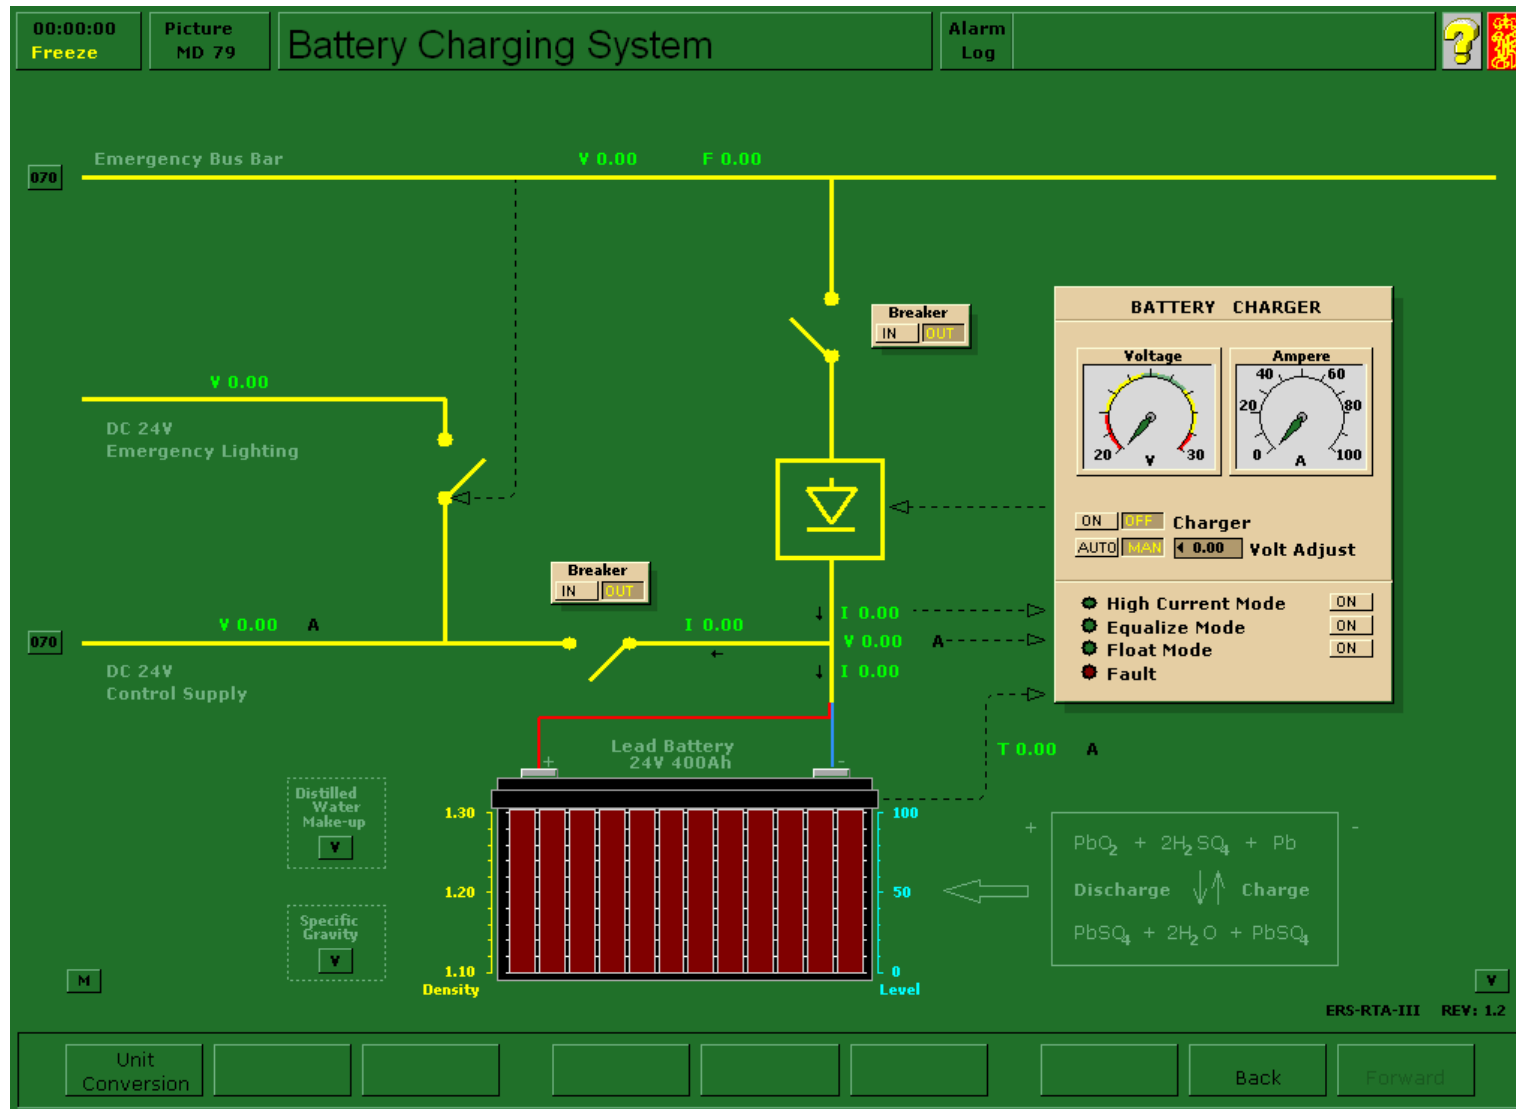 00:00:00
Freeze
Picture
MD 79
Battery Charging System
Alarm
Log
?
Emergency Bus Bar
V 0.00 F 0.00
070
Breaker
IN OUT
BATTERY CHARGER
Voltage
20 V 30
Ampere
40 60
20 80
0 A 100
ON OFF Charger
AUTO MAN 0.00 Volt Adjust
High Current Mode ON
Equalize Mode ON
Float Mode ON
Fault
V 0.00
DC 24V
Emergency Lighting
Breaker
IN OUT
V 0.00 A
I 0.00
I 0.00
V 0.00 A
I 0.00
070
DC 24V
Control Supply
T 0.00 A
Lead Battery
24V 400Ah
+ -
Distilled
Water
Make-up
V
Specific
Gravity
V
1.30
1.20
1.10
Density
100
50
0
Level
+ -
PbO2 + 2H2SO4 + Pb
Discharge Charge
PbSO4 + 2H2O + PbSO4
M
V
ERS-RTA-III REV: 1.2
Unit
Conversion
Back
Forward